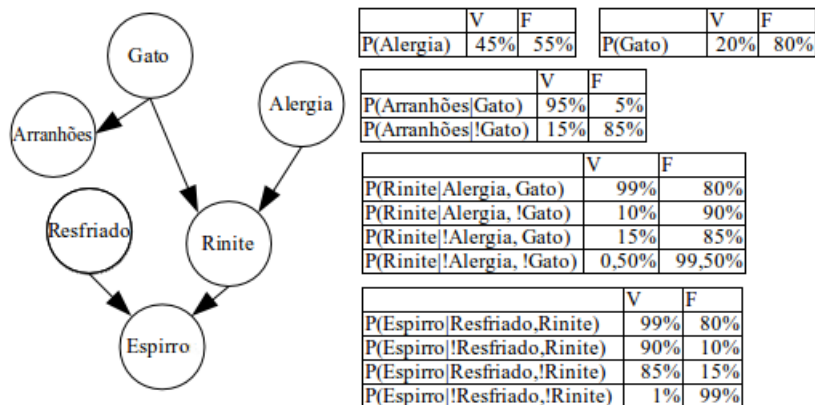 Gato
Alergia
Arranhões
Resfriado
Rinite
Espirro
V F
P(Alergia) 45% 55%
V F
P(Gato) 20% 80%
V F
P(Arranhões|Gato) 95% 5%
P(Arranhões|!Gato) 15% 85%
V F
P(Rinite|Alergia, Gato) 99% 80%
P(Rinite|Alergia, !Gato) 10% 90%
P(Rinite|!Alergia, Gato) 15% 85%
P(Rinite|!Alergia, !Gato) 0,50% 99,50%
V F
P(Espirro|Resfriado,Rinite) 99% 80%
P(Espirro|!Resfriado,Rinite) 90% 10%
P(Espirro|Resfriado,!Rinite) 85% 15%
P(Espirro|!Resfriado,!Rinite) 1% 99%